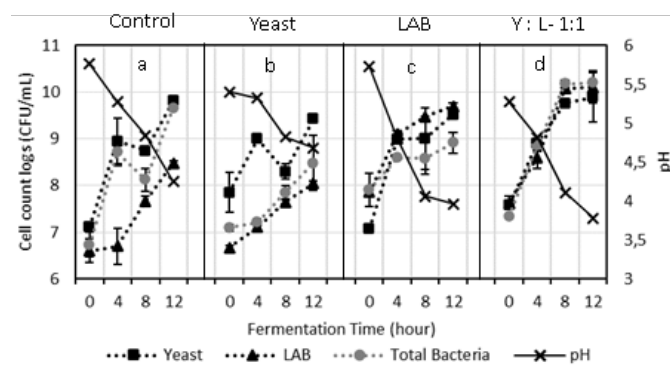 Control Yeast LAB Y : L- 1:1
11 6
a b c d
10 5,5
9 5
8 4,5
4
7 3,5
6 3
Cell count logs (CFU/mL)
pH
0 4 8 12 0 4 8 12 0 4 8 12 0 4 8 12
Fermentation Time (hour)
Yeast LAB Total Bacteria pH